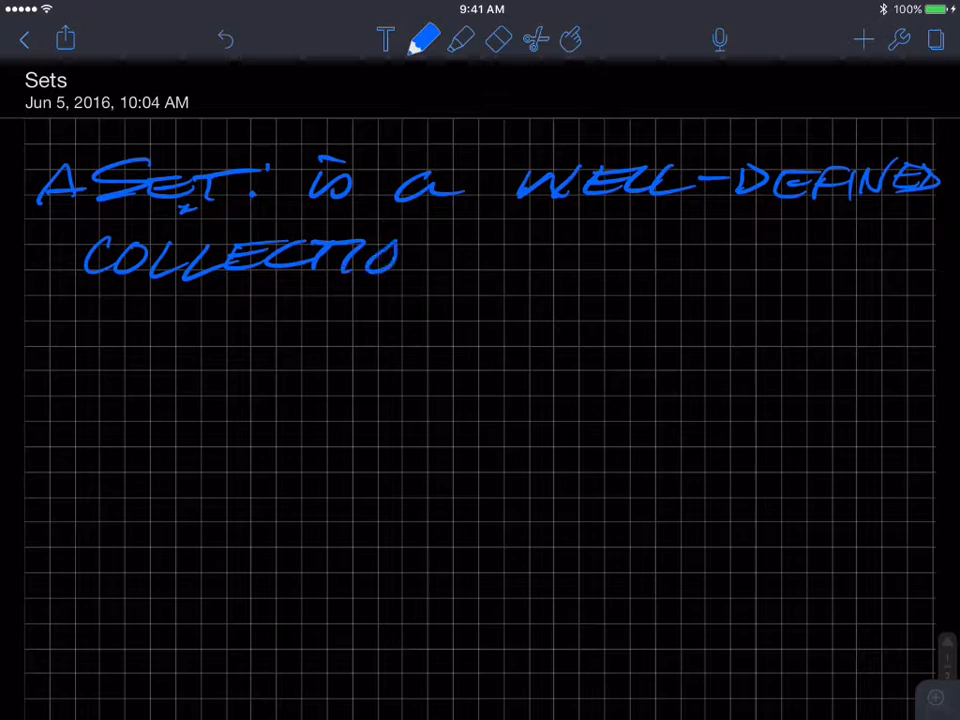 9:41 AM
100%
T
Sets
Jun 5, 2016, 10:04 AM
A SET: is a WELL-DEFINED
COLLECTIO